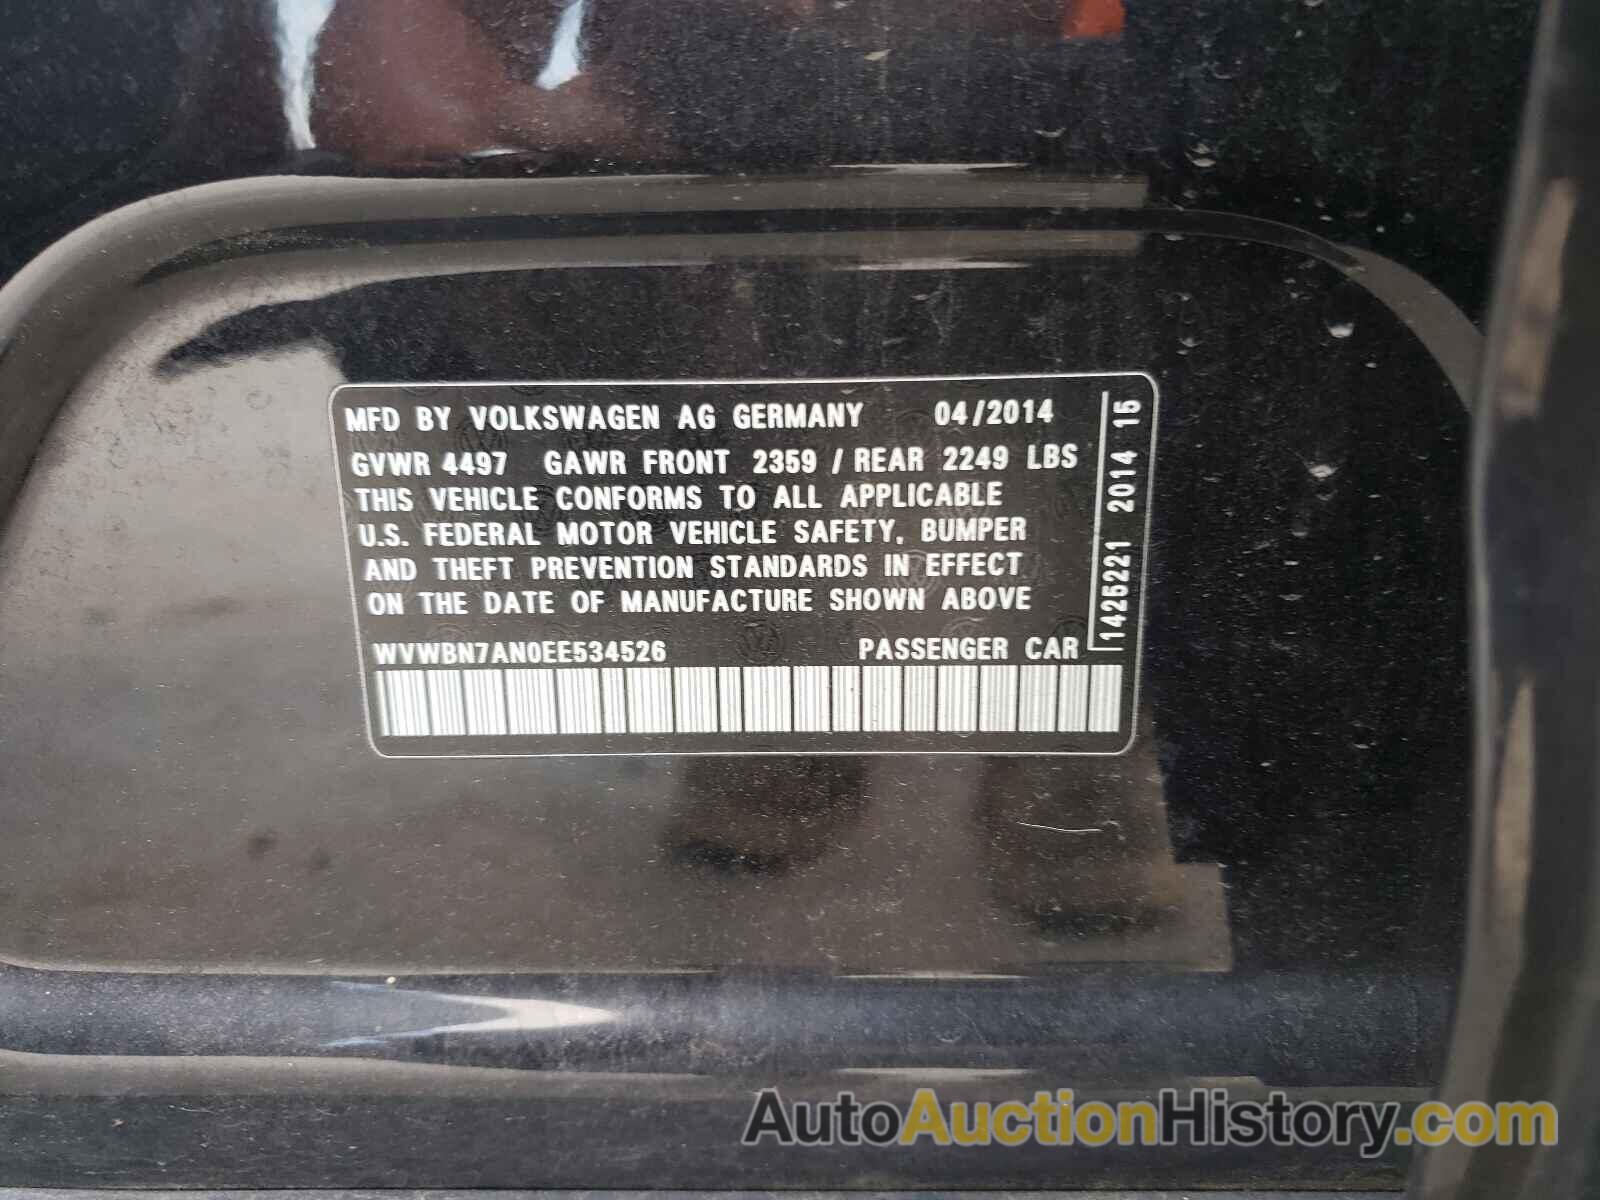 MFD BY VOLKSWAGEN AG GERMANY 04/2014
GVWR 4497 GAWR FRONT 2359 / REAR 2249 LBS
THIS VEHICLE CONFORMS TO ALL APPLICABLE
U.S. FEDERAL MOTOR VEHICLE SAFETY, BUMPER
AND THEFT PREVENTION STANDARDS IN EFFECT
ON THE DATE OF MANUFACTURE SHOWN ABOVE
WVWBN7AN0EE534526 PASSENGER CAR
1425221 2014 15
AutoAuctionHistory.com